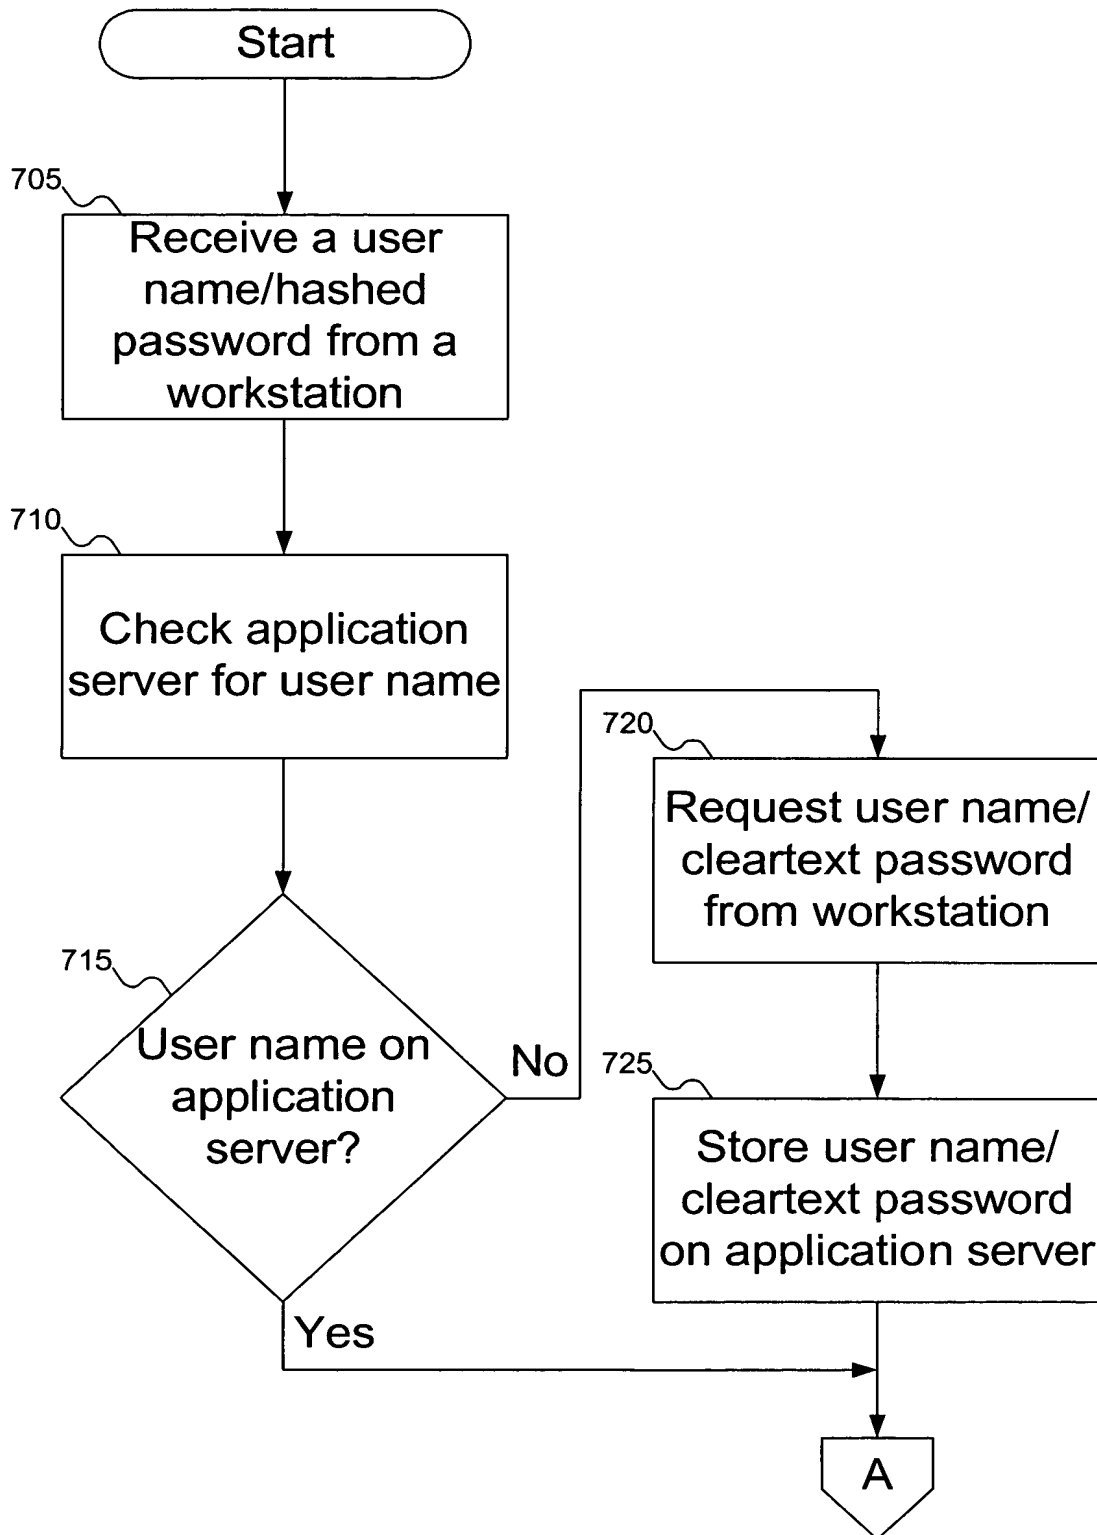 Start
705
Receive a user
name/hashed
password from a
workstation
710
Check application
server for user name
715
User name on
application
server?
No
Yes
720
Request user name/
cleartext password
from workstation
725
Store user name/
cleartext password
on application server
A